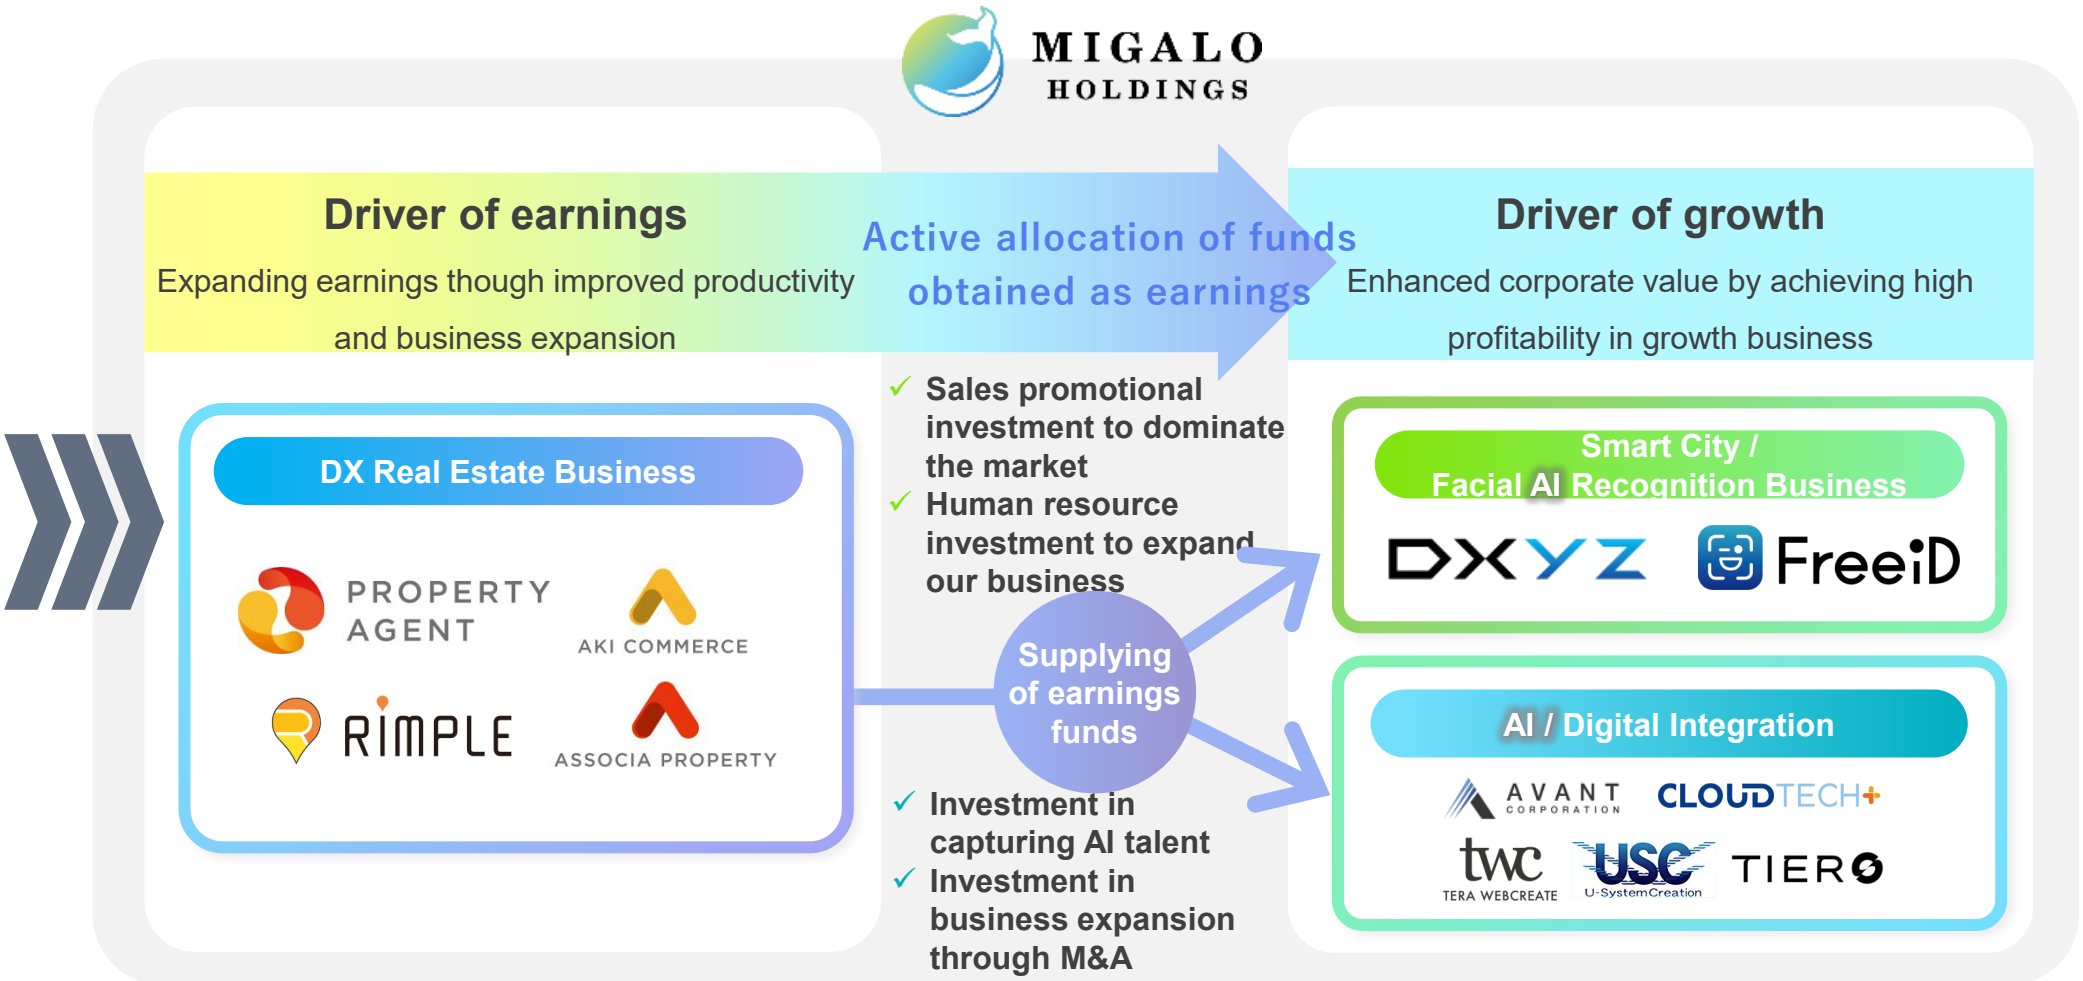 MIGALO
HOLDINGS
Driver of earnings
Expanding earnings though improved productivity
and business expansion
Active allocation of funds
obtained as earnings
Driver of growth
Enhanced corporate value by achieving high
profitability in growth business
DX Real Estate Business
PROPERTY
AGENT
AKI COMMERCE
RIMPLE
ASSOCIA PROPERTY
Sales promotional
investment to dominate
the market
Human resource
investment to expand
our business
Supplying
of earnings
funds
Investment in
capturing AI talent
Investment in
business expansion
through M&A
Smart City /
Facial AI Recognition Business
DXYZ
FreeiD
AI / Digital Integration
AVANT
CORPORATION
CLOUDTECH+
twc
TERA WEBCREATE
USC
U-SystemCreation
TIER0